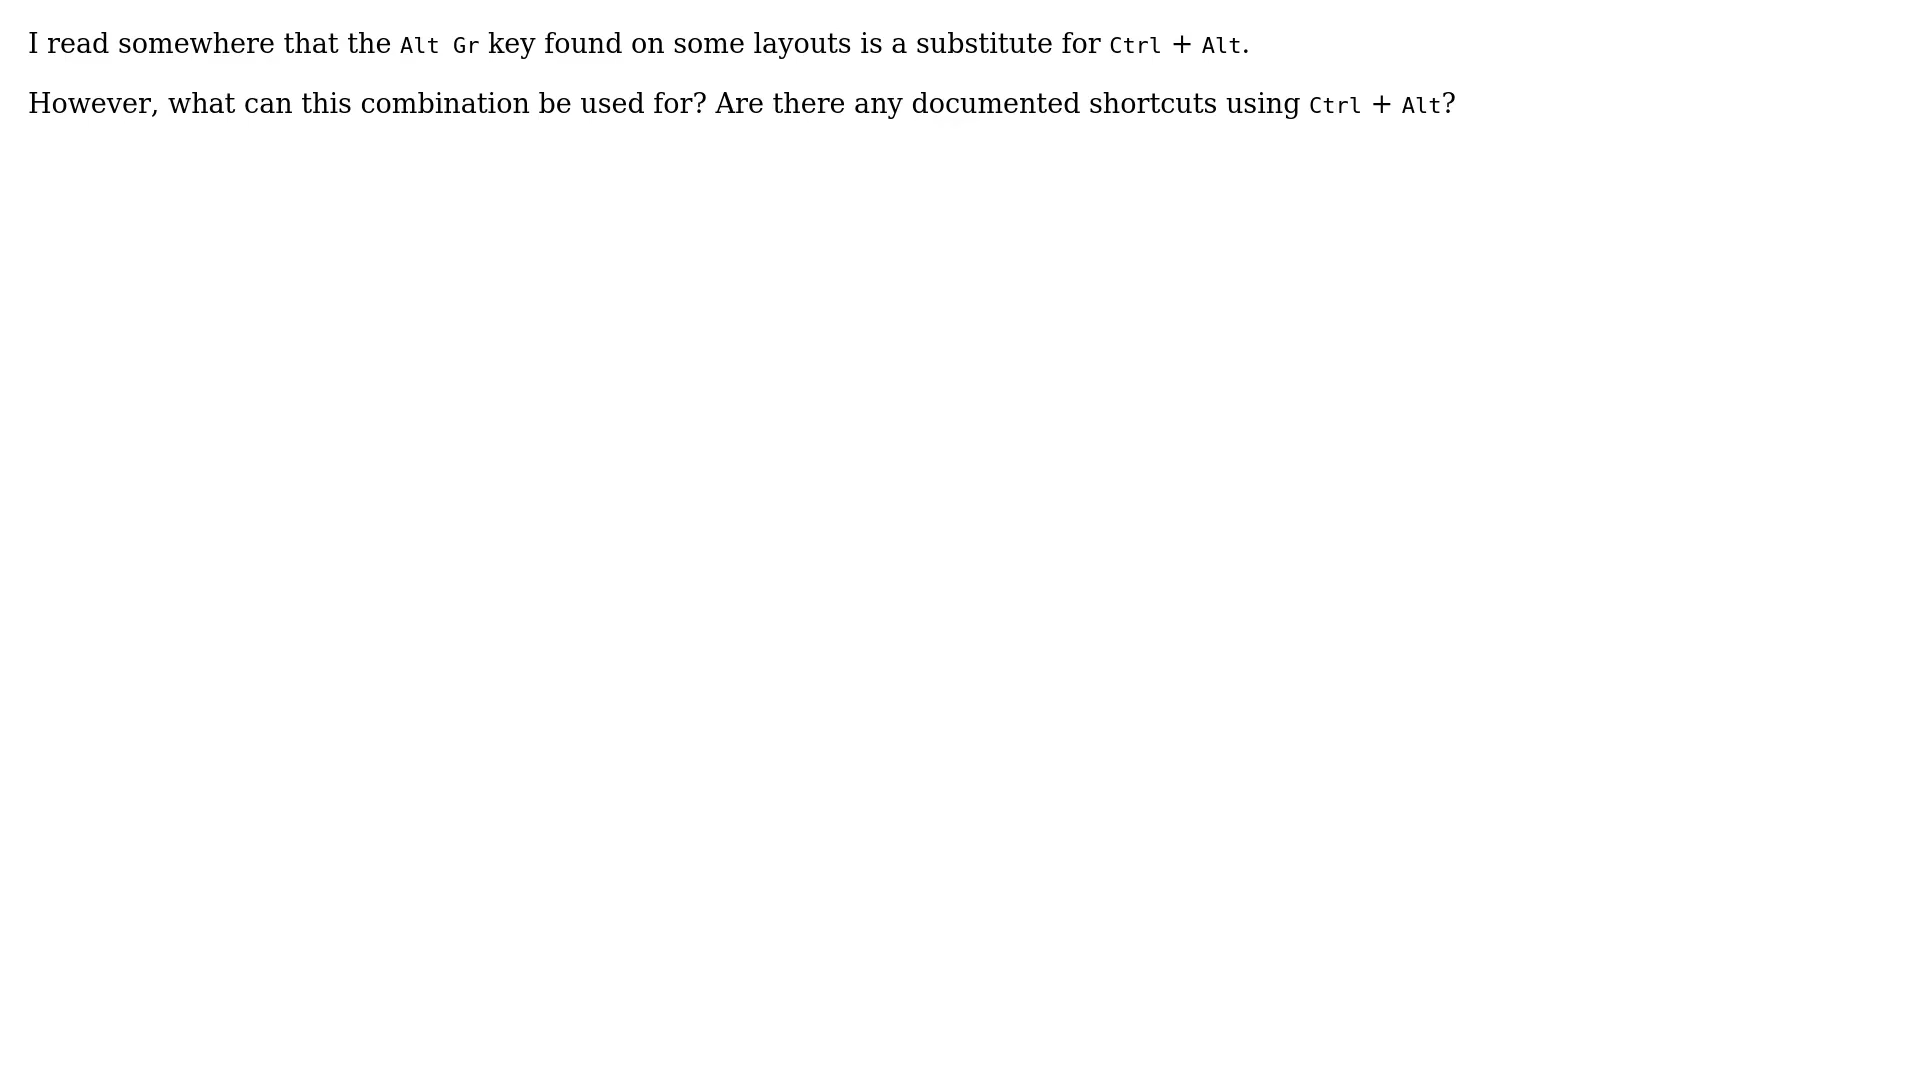 I read somewhere that the Alt Gr key found on some layouts is a substitute for Ctrl + Alt.
However, what can this combination be used for? Are there any documented shortcuts using Ctrl + Alt?